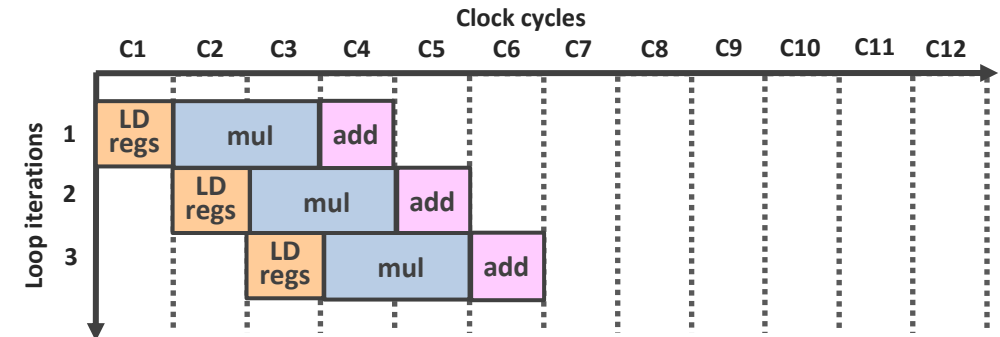 Clock cycles
C1 C2 C3 C4 C5 C6 C7 C8 C9 C10 C11 C12
Loop iterations
1
LD
regs
mul
add
2
LD
regs
mul
add
3
LD
regs
mul
add